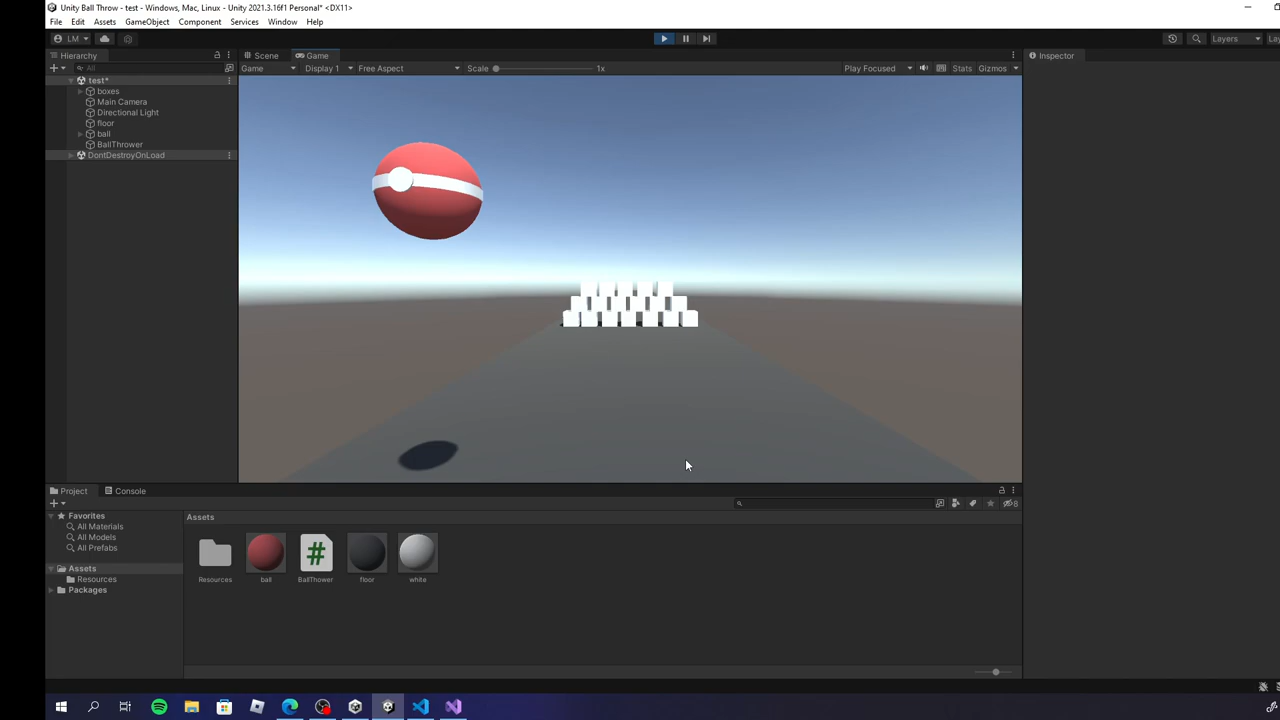 Unity Ball Throw - test - Windows, Mac, Linux - Unity 2021.3.16f1 Personal* <DX11>
File Edit Assets GameObject Component Services Window Help
LM Layers
Hierarchy Scene Game Inspector
All Game Display 1 Free Aspect Scale 1x Play Focused Stats Gizmos
test*
boxes
Main Camera
Directional Light
floor
ball
BallThrower
DontDestroyOnLoad
Project Console
8
Favorites Assets
All Materials
All Models
All Prefabs
Assets
Resources
Packages
#
Resources ball BallThower floor white